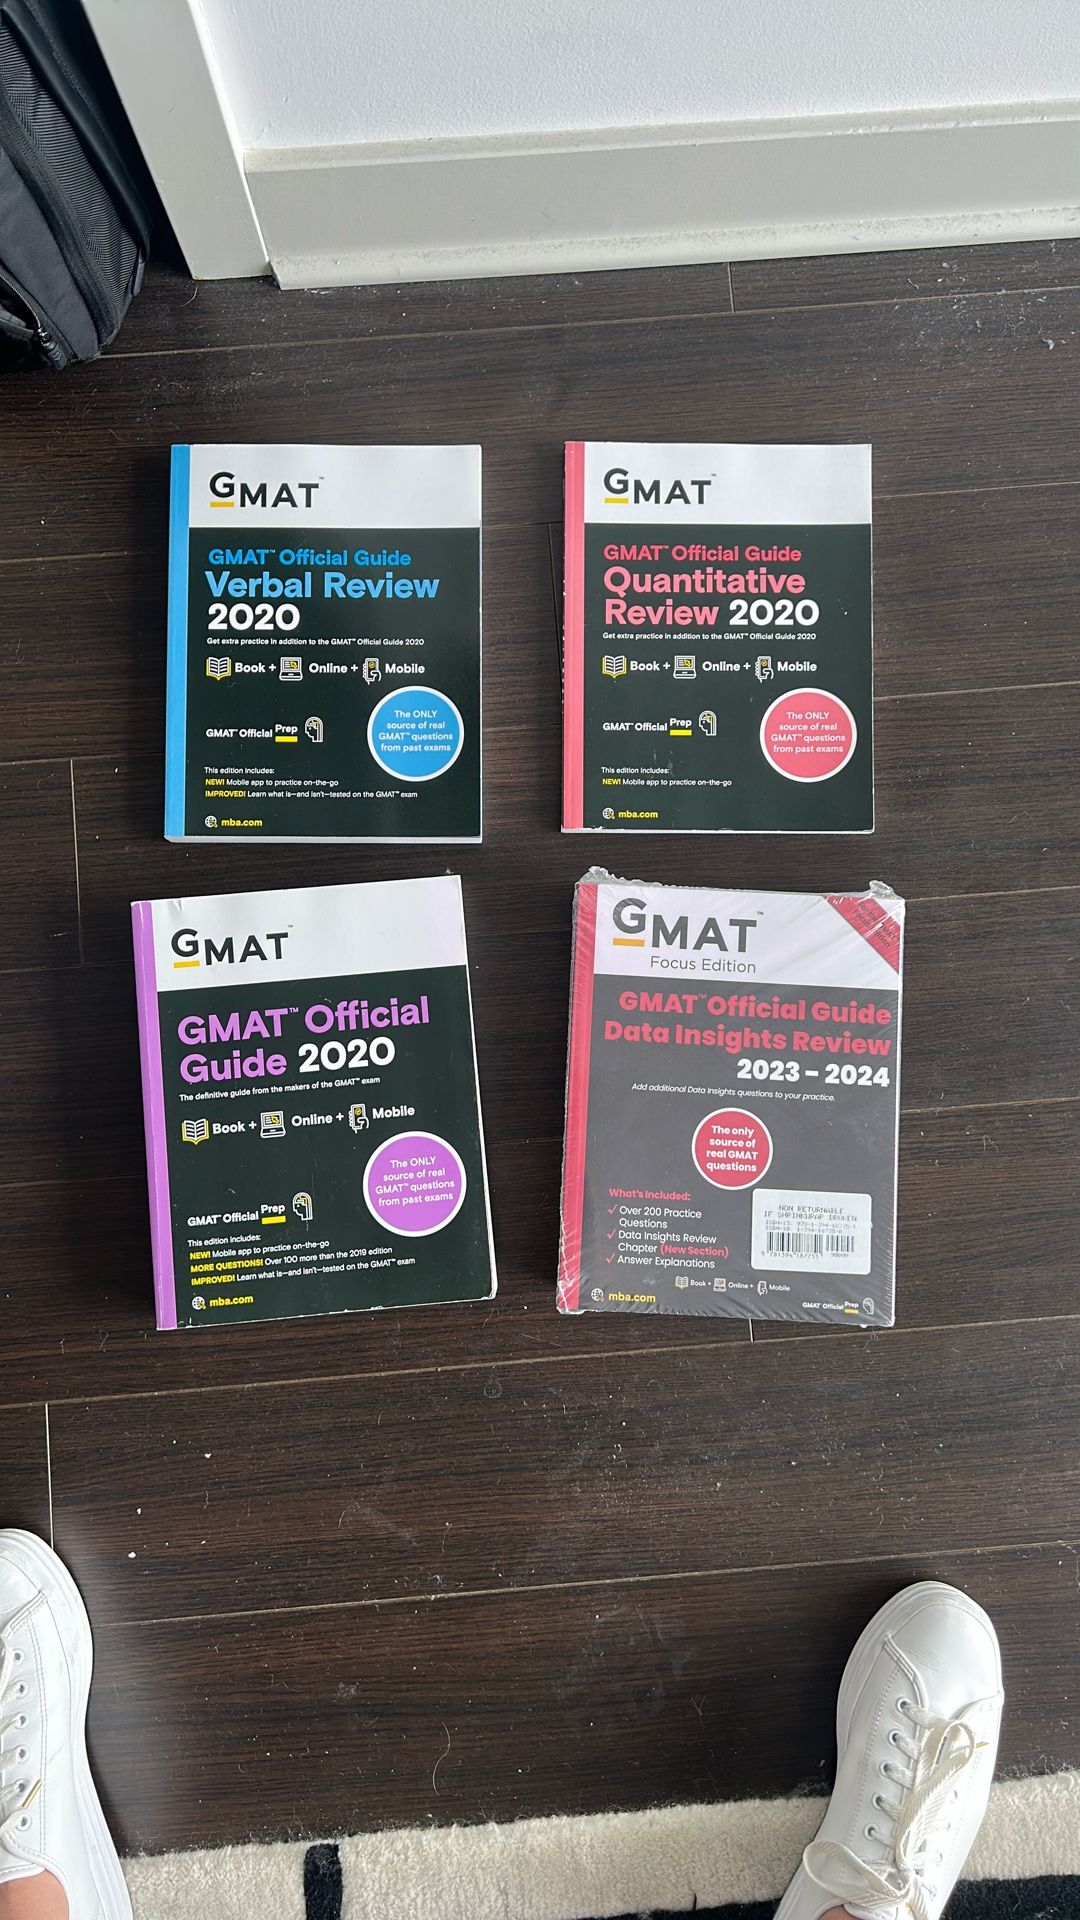 GMAT™
GMAT™ Official Guide
Verbal Review
2020
Get extra practice in addition to the GMAT™ Official Guide 2020
Book + Online + Mobile
GMAT™ Official Prep
The ONLY
source of real
GMAT™ questions
from past exams
This edition includes:
NEW! Mobile app to practice on-the-go
IMPROVED! Learn what is—and isn't—tested on the GMAT™ exam
mba.com
GMAT™
GMAT™ Official Guide
Quantitative
Review 2020
Get extra practice in addition to the GMAT™ Official Guide 2020
Book + Online + Mobile
GMAT™ Official Prep
The ONLY
source of real
GMAT™ questions
from past exams
This edition includes:
NEW! Mobile app to practice on-the-go
mba.com
GMAT™
GMAT™ Official
Guide 2020
The definitive guide from the makers of the GMAT™ exam
Book + Online + Mobile
The ONLY
source of real
GMAT™ questions
from past exams
GMAT™ Official Prep
This edition includes:
NEW! Mobile app to practice on-the-go
MORE QUESTIONS! Over 100 more than the 2019 edition
IMPROVED! Learn what is—and isn't—tested on the GMAT™ exam
mba.com
GMAT™
Focus Edition
GMAT™ Official Guide
Data Insights Review
2023 – 2024
Add additional Data Insights questions to your practice.
The only
source of
real GMAT
questions
What's Included:
✓ Over 200 Practice
Questions
✓ Data Insights Review
Chapter (New Section)
✓ Answer Explanations
NON RETURNABLE
IF SHRINKWRAP BROKEN
Book + Online + Mobile
mba.com
GMAT™ Official Prep